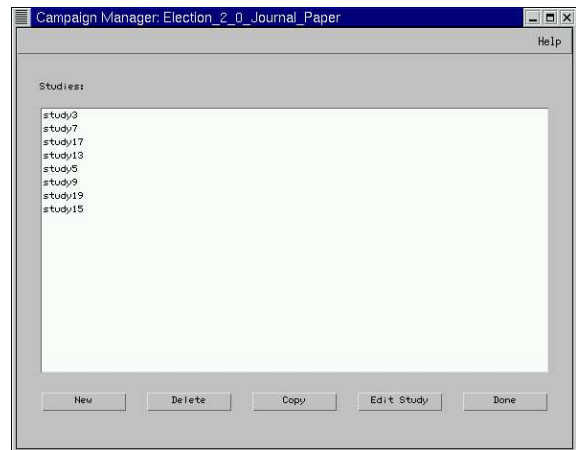 Campaign Manager: Election_2_0_Journal_Paper
Help
Studies:
study3
study7
study17
study13
study5
study9
study19
study15
New Delete Copy Edit Study Done